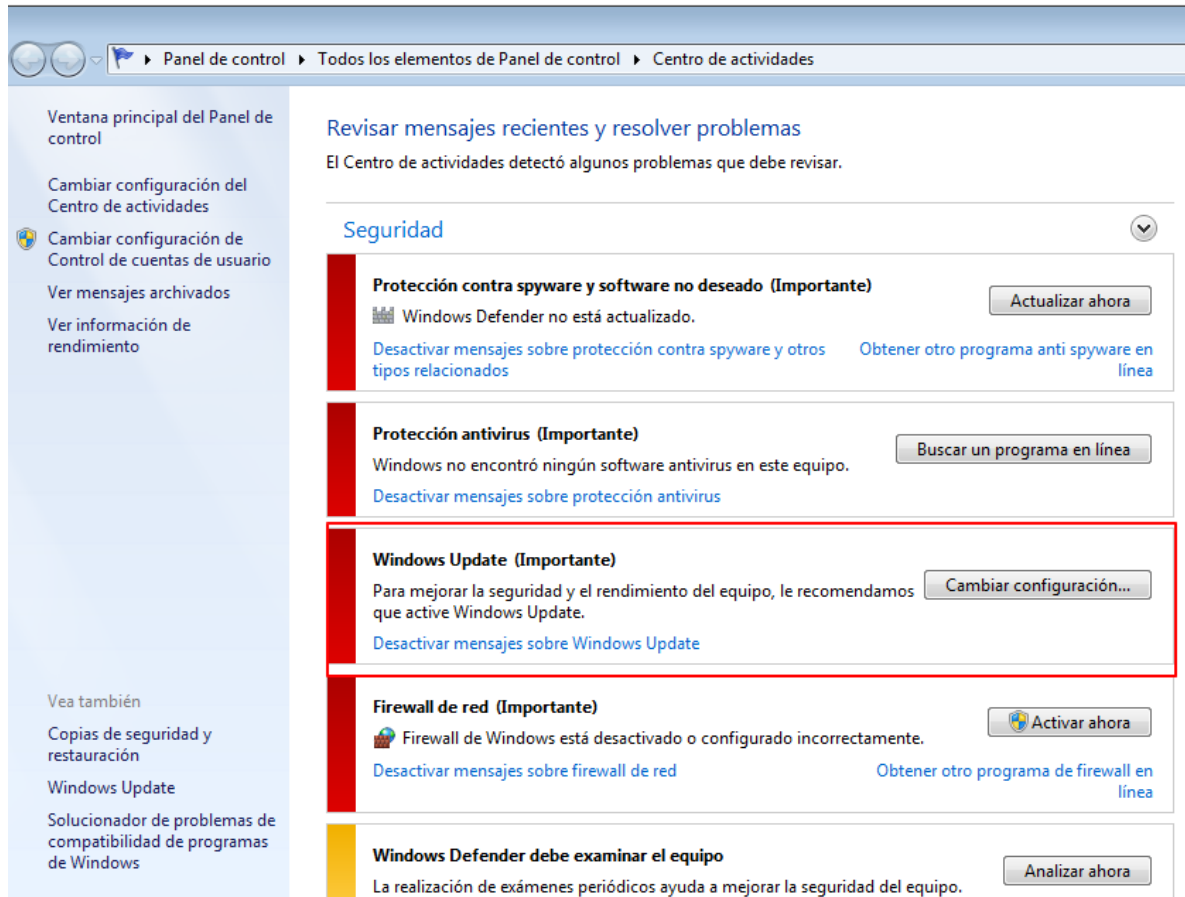 Panel de control ▸ Todos los elementos de Panel de control ▸ Centro de actividades
Ventana principal del Panel de
control
Cambiar configuración del
Centro de actividades
Cambiar configuración de
Control de cuentas de usuario
Ver mensajes archivados
Ver información de
rendimiento
Vea también
Copias de seguridad y
restauración
Windows Update
Solucionador de problemas de
compatibilidad de programas
de Windows
Revisar mensajes recientes y resolver problemas
El Centro de actividades detectó algunos problemas que debe revisar.
Seguridad
Protección contra spyware y software no deseado (Importante)
Windows Defender no está actualizado.
Actualizar ahora
Desactivar mensajes sobre protección contra spyware y otros
tipos relacionados
Obtener otro programa anti spyware en
línea
Protección antivirus (Importante)
Windows no encontró ningún software antivirus en este equipo.
Buscar un programa en línea
Desactivar mensajes sobre protección antivirus
Windows Update (Importante)
Para mejorar la seguridad y el rendimiento del equipo, le recomendamos
que active Windows Update.
Cambiar configuración...
Desactivar mensajes sobre Windows Update
Firewall de red (Importante)
Firewall de Windows está desactivado o configurado incorrectamente.
Activar ahora
Desactivar mensajes sobre firewall de red
Obtener otro programa de firewall en
línea
Windows Defender debe examinar el equipo
La realización de exámenes periódicos ayuda a mejorar la seguridad del equipo.
Analizar ahora